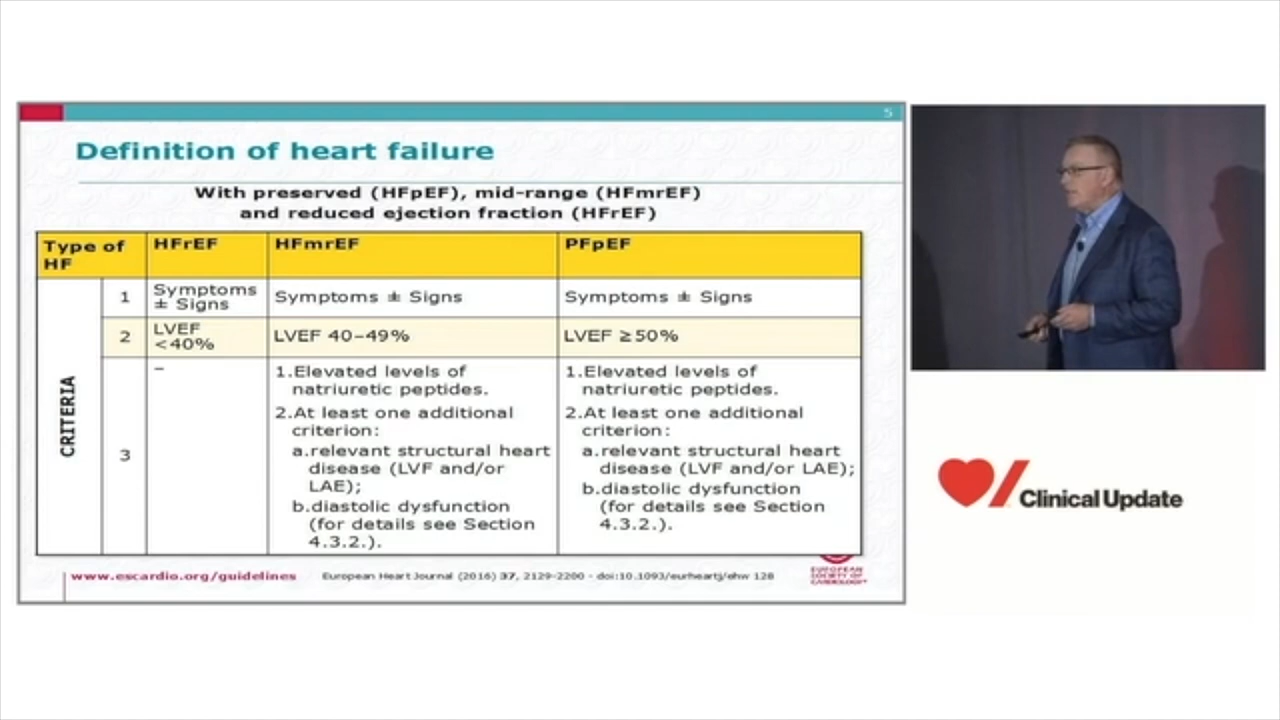 5
Definition of heart failure
With preserved (HFpEF), mid-range (HFmrEF)
and reduced ejection fraction (HFrEF)
Type of
HF
HFrEF
HFmrEF
PFpEF
CRITERIA
1
Symptoms
± Signs
Symptoms ± Signs
Symptoms ± Signs
2
LVEF
<40%
LVEF 40–49%
LVEF ≥50%
3
–
1.Elevated levels of
natriuretic peptides.
2.At least one additional
criterion:
a.relevant structural heart
disease (LVF and/or
LAE);
b.diastolic dysfunction
(for details see Section
4.3.2.).
1.Elevated levels of
natriuretic peptides.
2.At least one additional
criterion:
a.relevant structural heart
disease (LVF and/or LAE);
b.diastolic dysfunction
(for details see Section
4.3.2.).
www.escardio.org/guidelines
European Heart Journal (2016) 37, 2129–2200 - doi:10.1093/eurheartj/ehw 128
EUROPEAN
SOCIETY OF
CARDIOLOGY®
Clinical Update